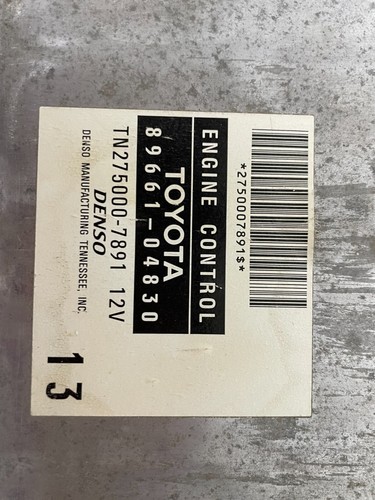 *2750007891$*
ENGINE CONTROL
TOYOTA
89661-04830
TN275000-7891 12V
DENSO
DENSO MANUFACTURING TENNESSEE, INC.
13